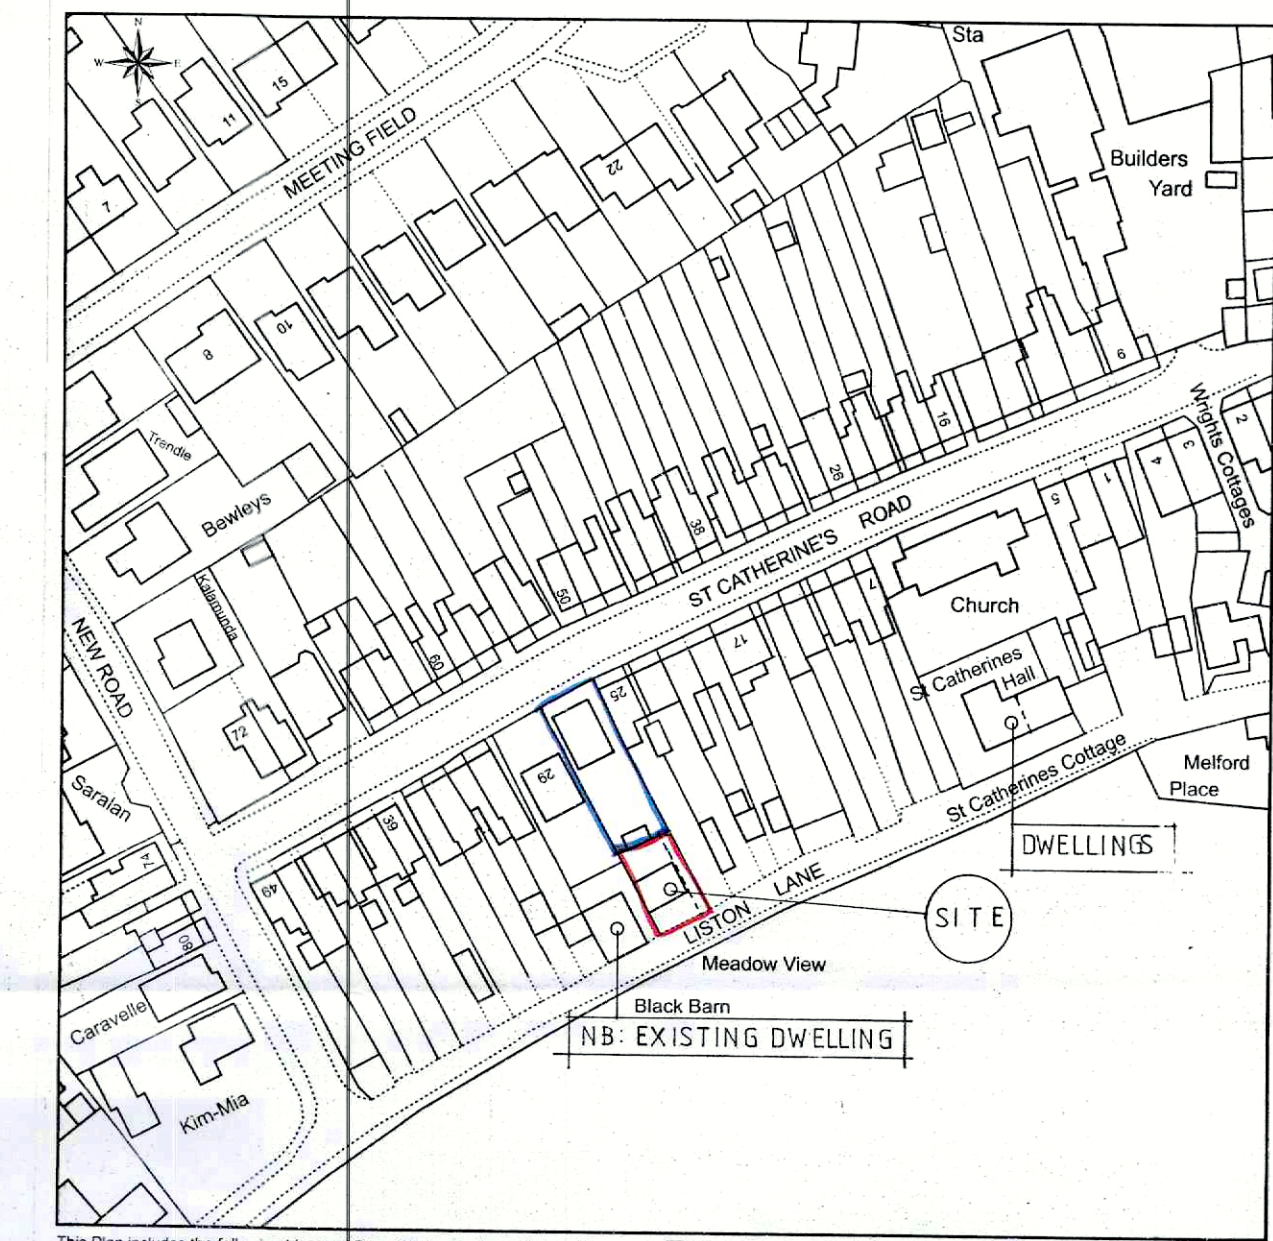 N
W E
S
Sta
15
11
7
MEETING FIELD
22
Builders
Yard
8
10
9
Trendle
Bewleys
Kalamunda
16
26
38
50
60
72
ST CATHERINE'S ROAD
Wrights Cottages
2
3
4
1
5
7
Church
St Catherines
Hall
17
25
29
39
49
NEW ROAD
Saralan
74
80
Caravelle
Kim-Mia
St Catherines Cottage
Melford
Place
DWELLINGS
LISTON LANE
SITE
Meadow View
Black Barn
NB: EXISTING DWELLING